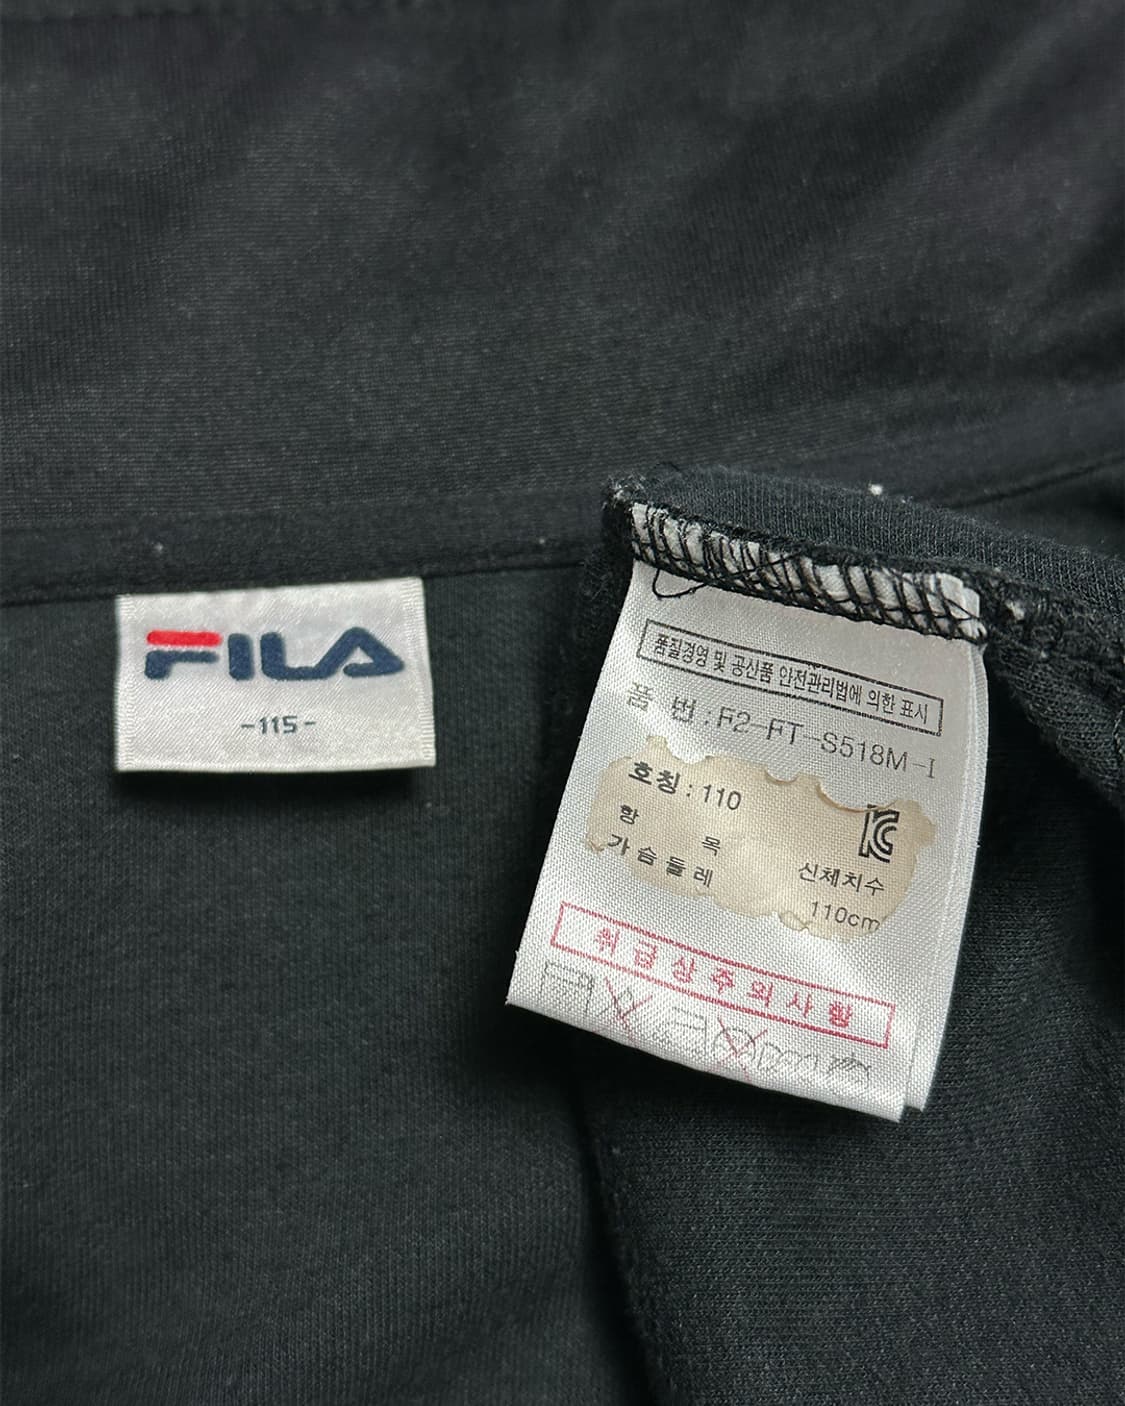 FILA
-115-
품질경영 및 공산품 안전관리법에 의한 표시
품 번 : F2-FT-S518M-I
호칭 : 110
항 목
신체치수
가슴둘레
110cm
취급상주의사항